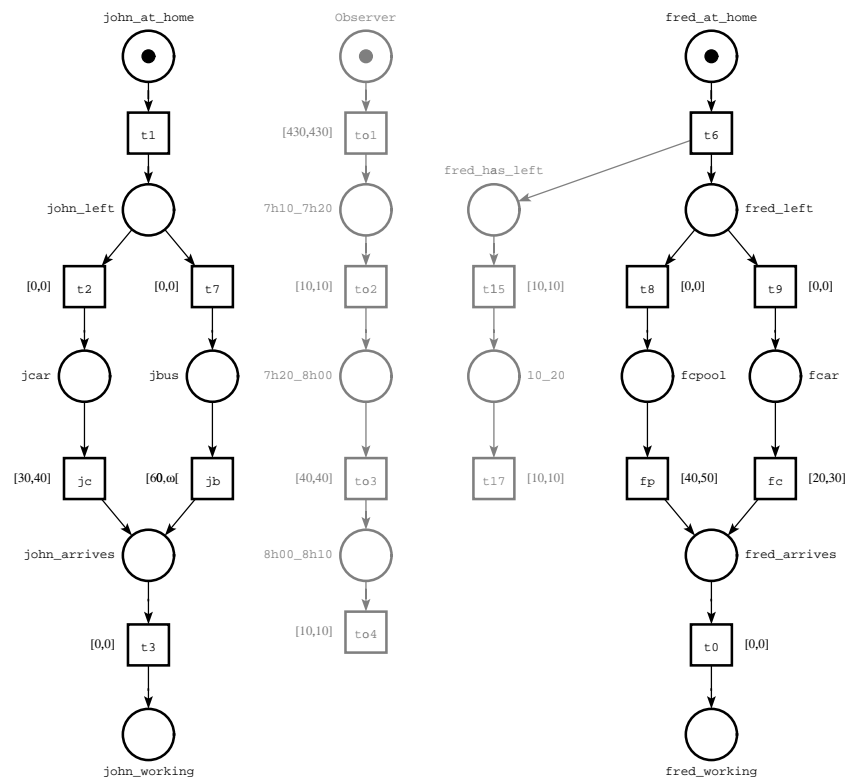 john_at_home Observer fred_at_home
t1 [430,430] to1 t6
fred_has_left
john_left 7h10_7h20 fred_left
[0,0] t2 [0,0] t7 [10,10] to2 t15 [10,10] t8 [0,0] t9 [0,0]
jcar jbus 7h20_8h00 10_20 fcpool fcar
[30,40] jc [60,ω[ jb [40,40] to3 t17 [10,10] fp [40,50] fc [20,30]
john_arrives 8h00_8h10 fred_arrives
[0,0] t3 [10,10] to4 t0 [0,0]
john_working fred_working